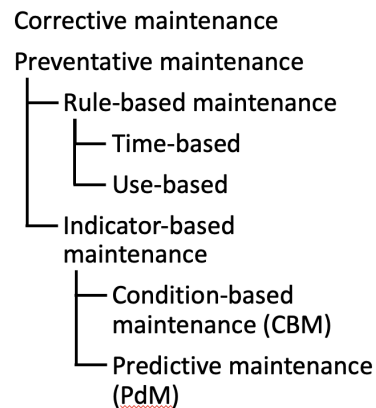 Corrective maintenance
Preventative maintenance
Rule-based maintenance
Time-based
Use-based
Indicator-based
maintenance
Condition-based
maintenance (CBM)
Predictive maintenance
(PdM)